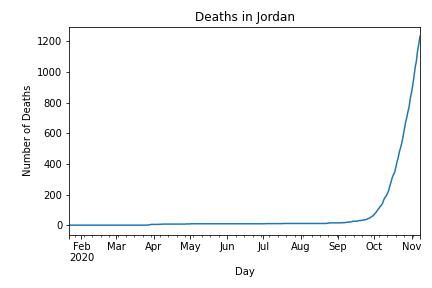 Deaths in Jordan
1200
1000
800
600
400
200
0
Number of Deaths
Feb Mar Apr May Jun Jul Aug Sep Oct Nov
2020
Day